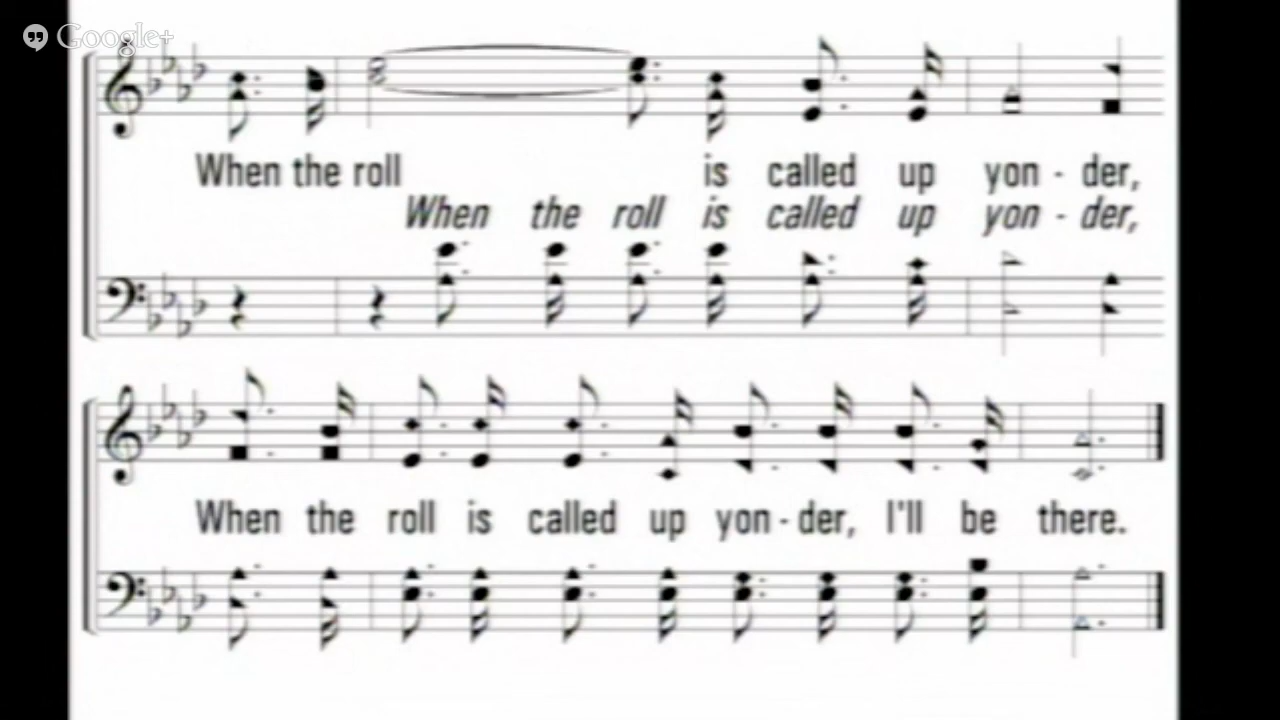 Google+
When the roll is called up yon - der,
When the roll is called up yon - der,
When the roll is called up yon - der, I'll be there.